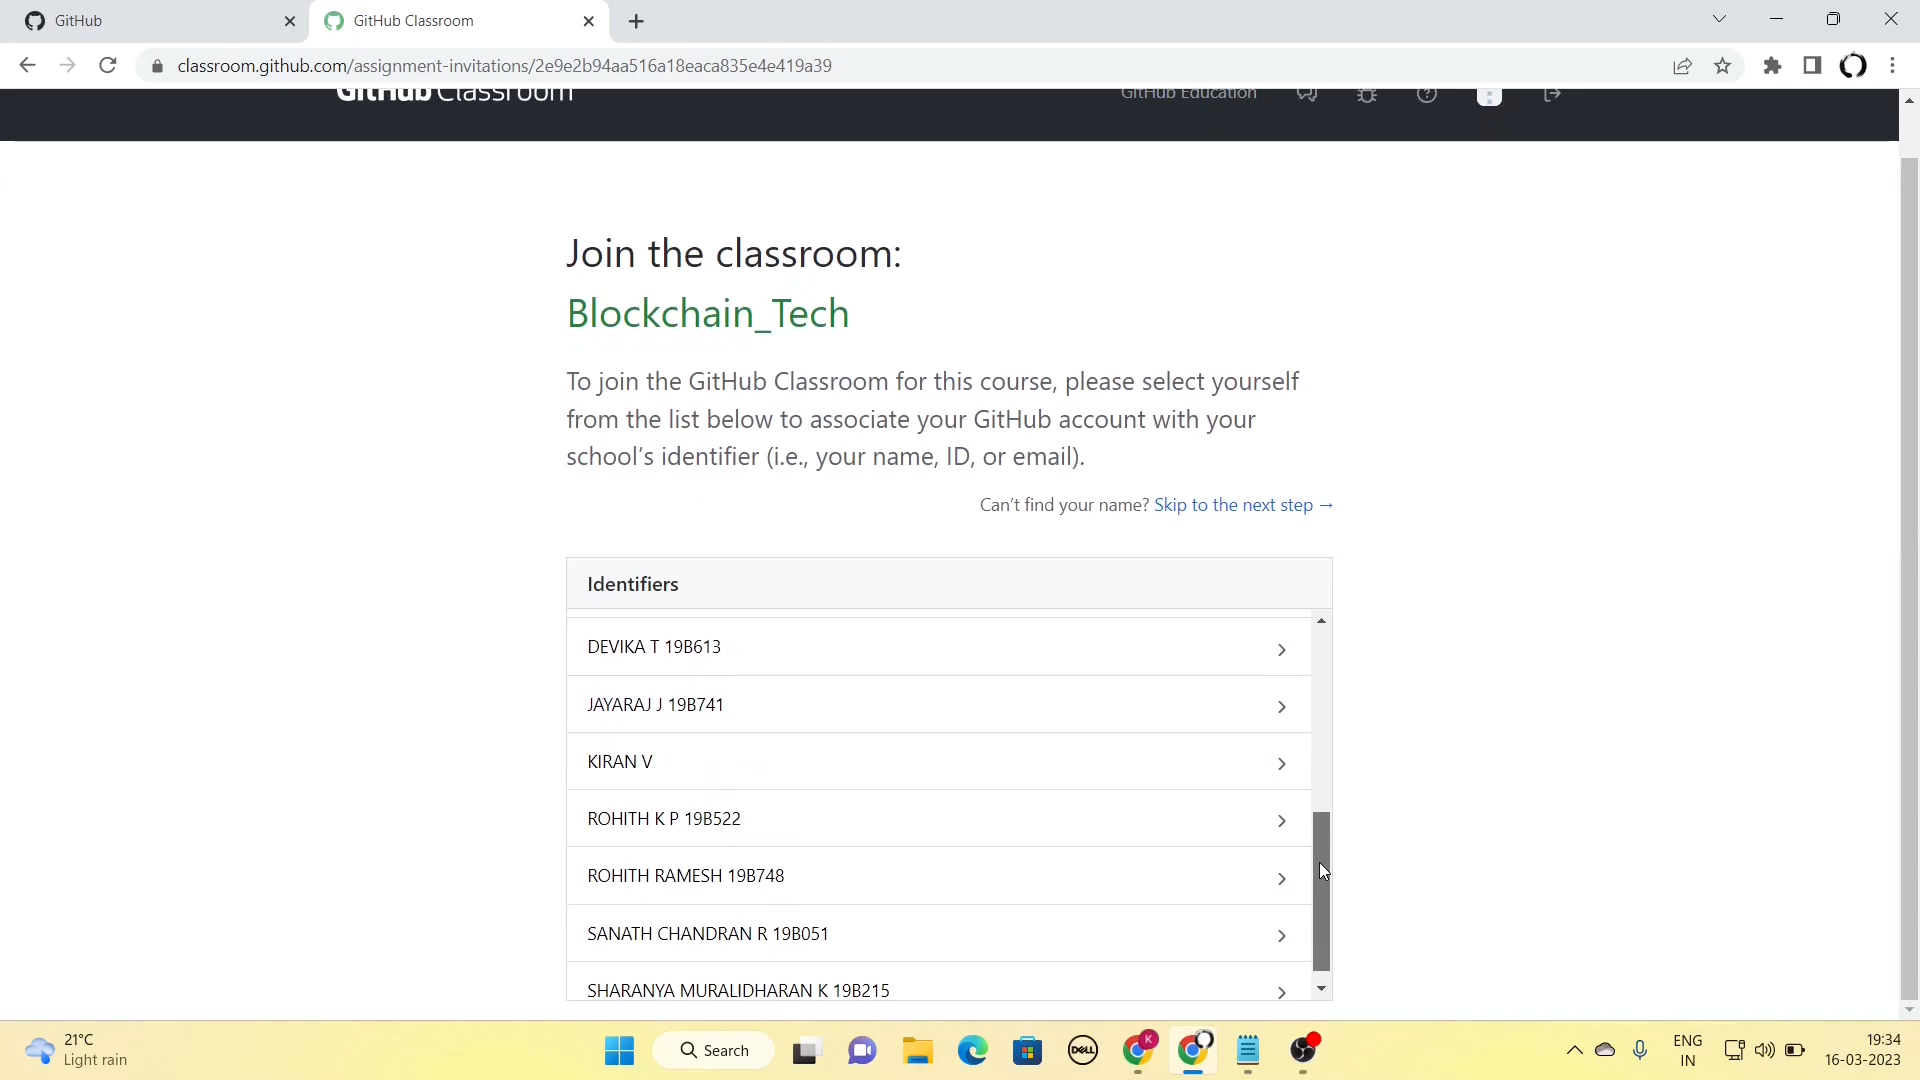 GitHub
GitHub Classroom
classroom.github.com/assignment-invitations/2e9e2b94aa516a18eaca835e4e419a39
GitHub Classroom
GitHub Education
Join the classroom:
Blockchain_Tech
To join the GitHub Classroom for this course, please select yourself
from the list below to associate your GitHub account with your
school's identifier (i.e., your name, ID, or email).
Can't find your name? Skip to the next step →
Identifiers
DEVIKA T 19B613
JAYARAJ J 19B741
KIRAN V
ROHITH K P 19B522
ROHITH RAMESH 19B748
SANATH CHANDRAN R 19B051
SHARANYA MURALIDHARAN K 19B215
21°C
Light rain
Search
DELL
K
ENG
IN
19:34
16-03-2023